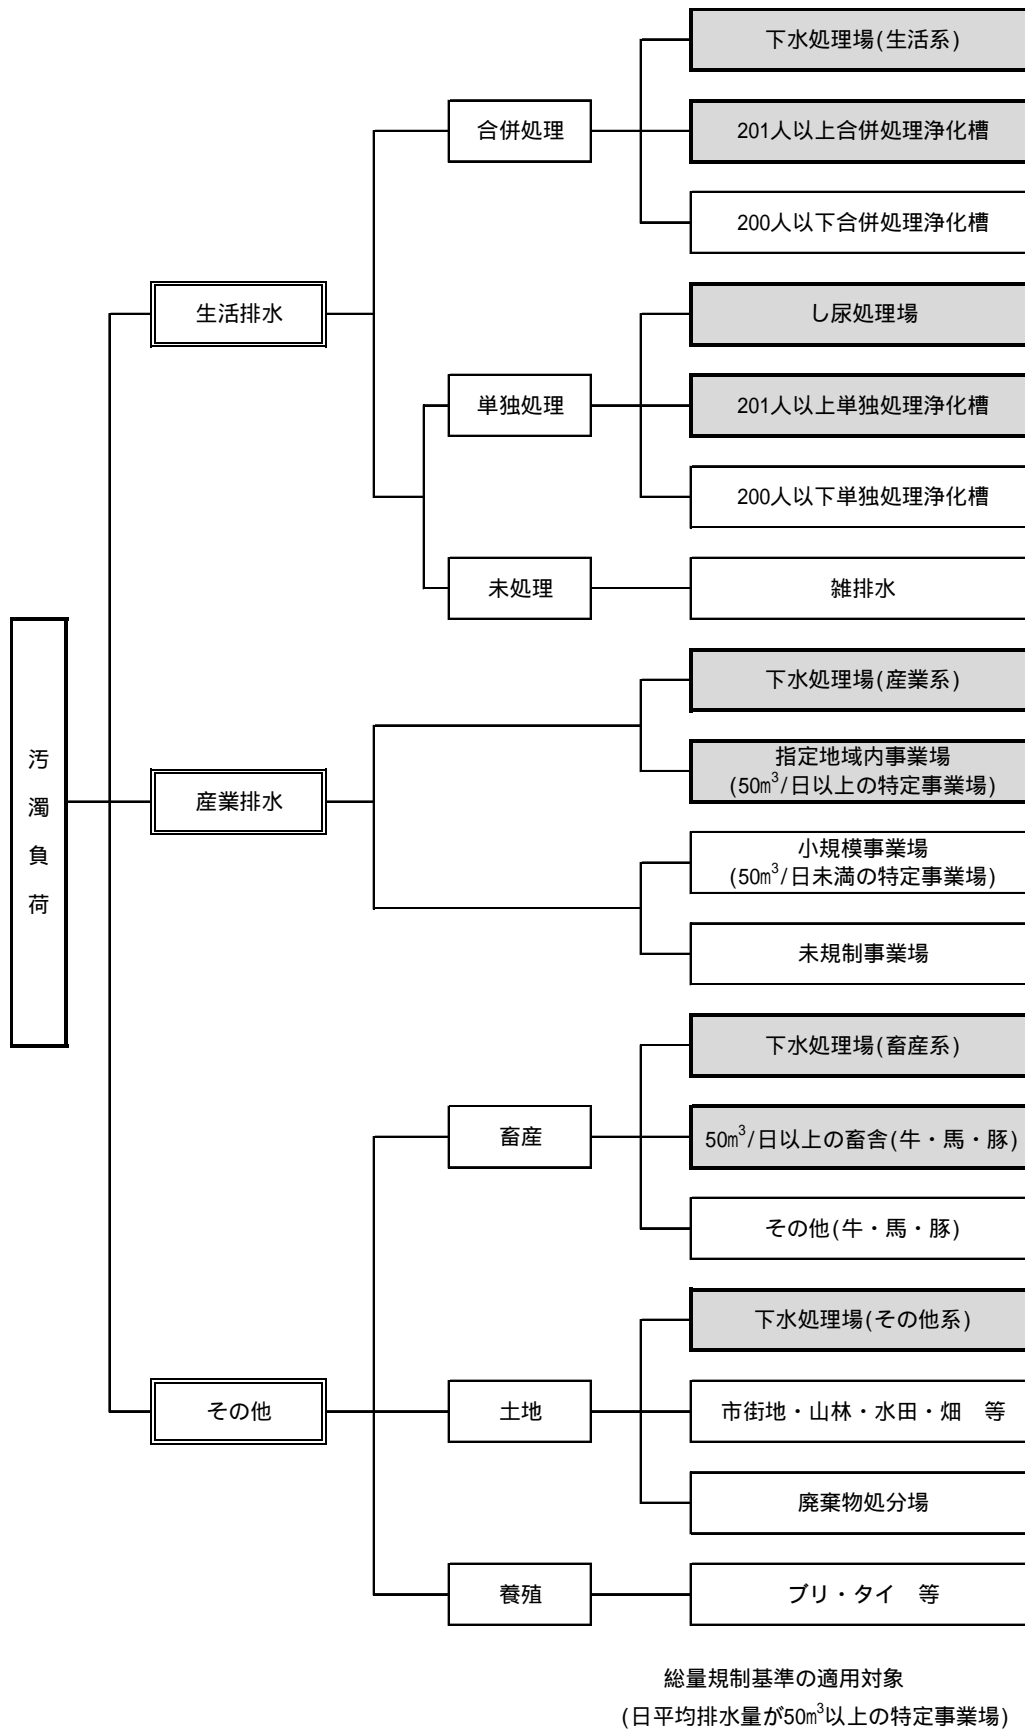 下水処理場(生活系)
合併処理
201人以上合併処理浄化槽
200人以下合併処理浄化槽
生活排水
し尿処理場
単独処理
201人以上単独処理浄化槽
200人以下単独処理浄化槽
未処理
雑排水
汚濁負荷
下水処理場(産業系)
産業排水
指定地域内事業場
(50m³/日以上の特定事業場)
小規模事業場
(50m³/日未満の特定事業場)
未規制事業場
下水処理場(畜産系)
畜産
50m³/日以上の畜舎(牛・馬・豚)
その他(牛・馬・豚)
下水処理場(その他系)
その他
土地
市街地・山林・水田・畑　等
廃棄物処分場
養殖
ブリ・タイ　等
総量規制基準の適用対象
(日平均排水量が50m³以上の特定事業場)